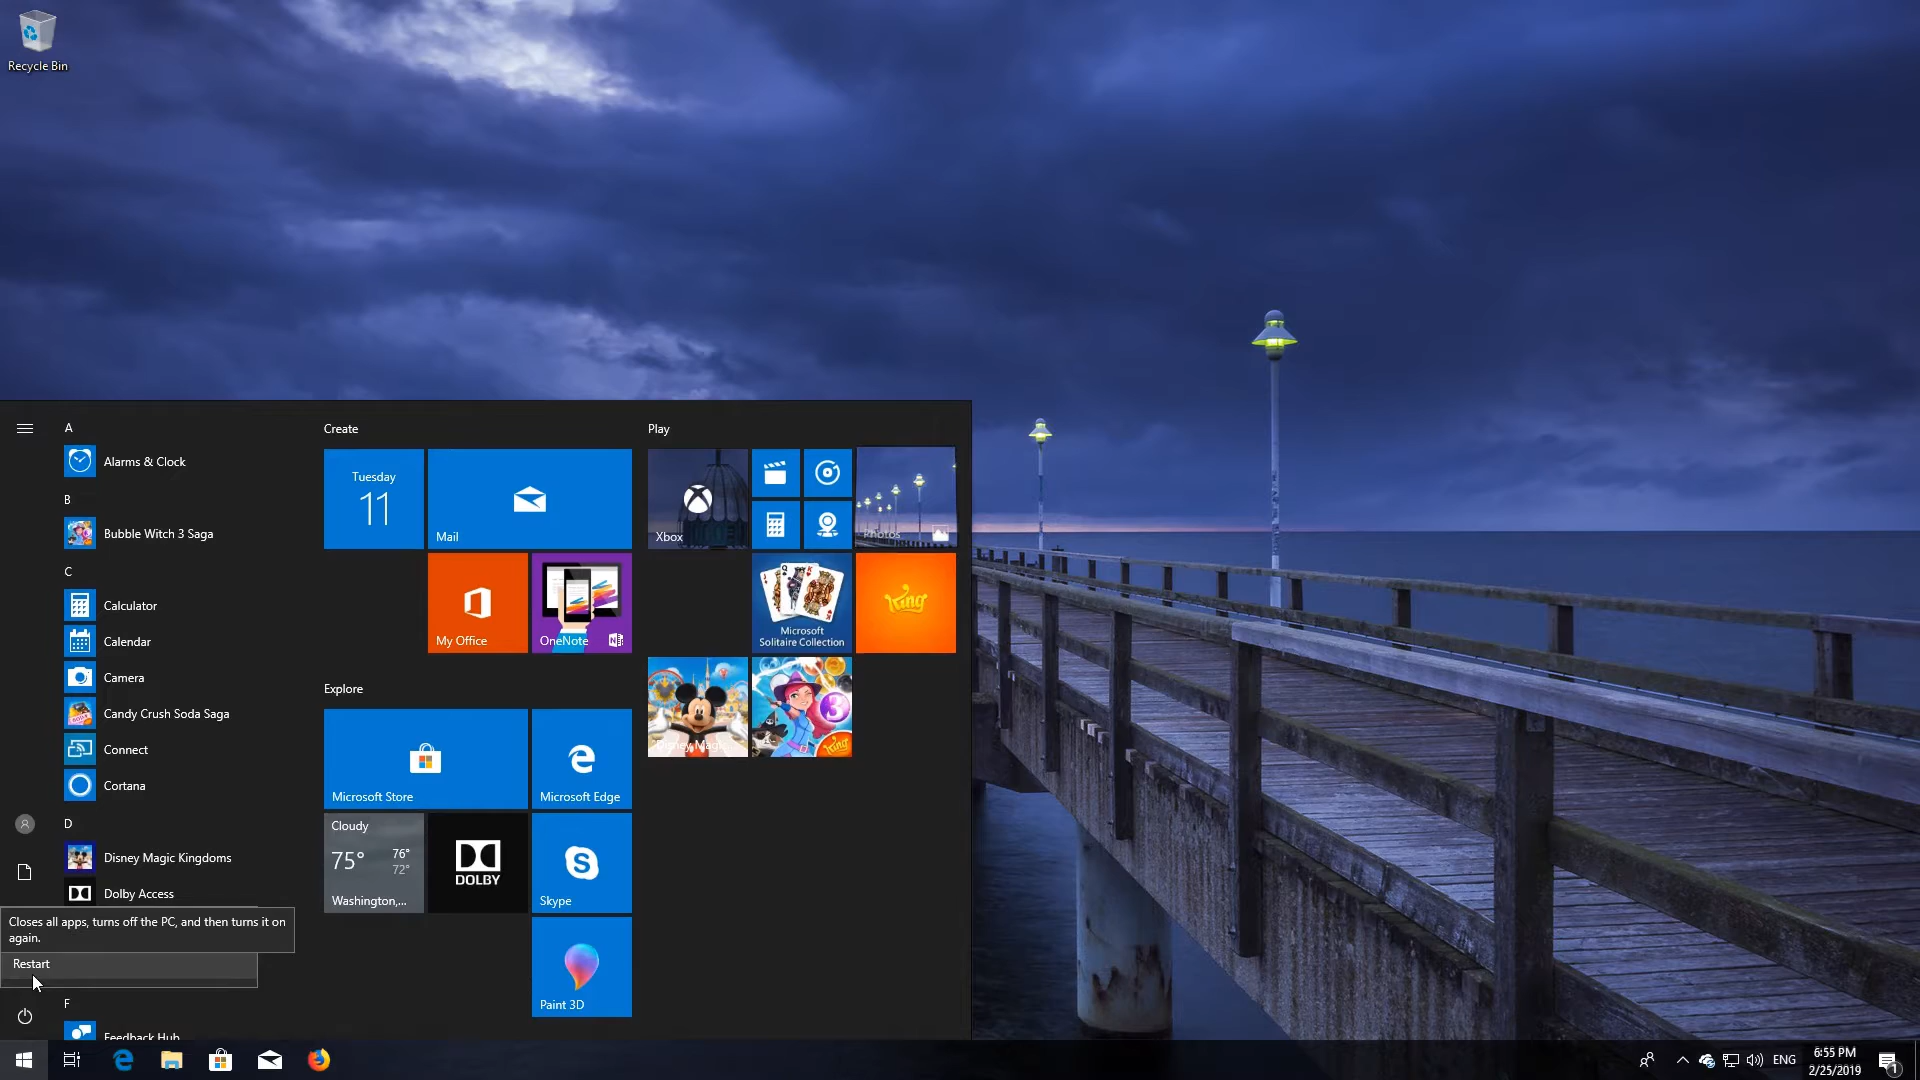 Recycle Bin
A
Alarms & Clock
B
Bubble Witch 3 Saga
C
Calculator
Calendar
Camera
Candy Crush Soda Saga
Connect
Cortana
D
Disney Magic Kingdoms
Dolby Access
Closes all apps, turns off the PC, and then turns it on
again.
Restart
F
Feedback Hub
Create
Tuesday
11
Mail
My Office
OneNote
Explore
Microsoft Store
Microsoft Edge
Cloudy
75°
76°
72°
Washington,...
DOLBY
Skype
Paint 3D
Play
Xbox
Photos
Microsoft
Solitaire Collection
King
Disney Magic...
3
King
ENG
6:55 PM
2/25/2019
1